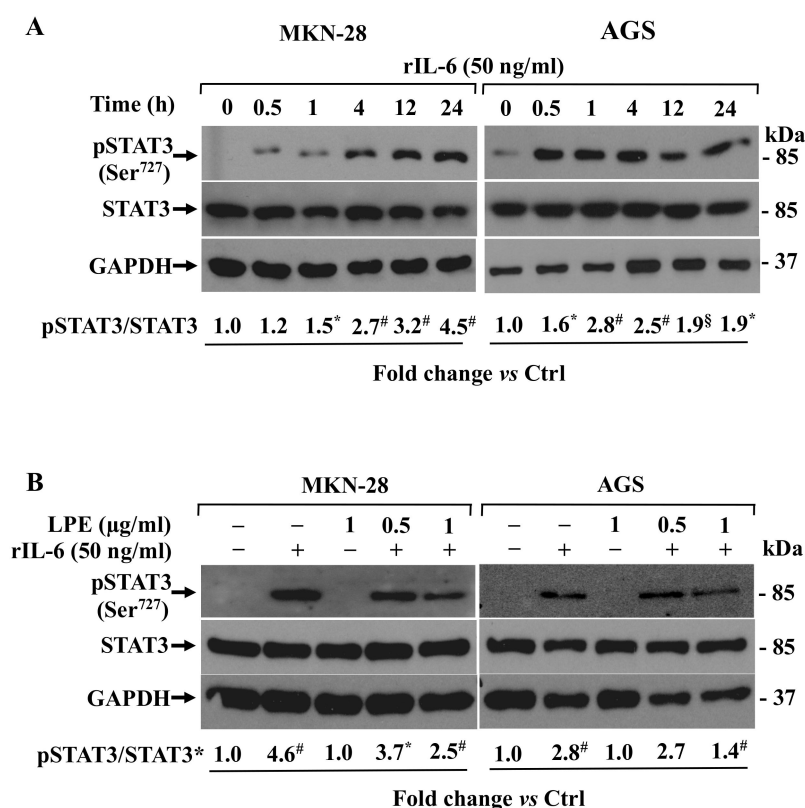 A
MKN-28 AGS
rIL-6 (50 ng/ml)
Time (h) 0 0.5 1 4 12 24 0 0.5 1 4 12 24
kDa
pSTAT3 (Ser727) - 85
STAT3 - 85
GAPDH - 37
pSTAT3/STAT3 1.0 1.2 1.5* 2.7# 3.2# 4.5# 1.0 1.6* 2.8# 2.5# 1.9§ 1.9*
Fold change vs Ctrl
B
MKN-28 AGS
LPE (µg/ml) – – 1 0.5 1 – – 1 0.5 1
rIL-6 (50 ng/ml) – + – + + – + – + + kDa
pSTAT3 (Ser727) - 85
STAT3 - 85
GAPDH - 37
pSTAT3/STAT3* 1.0 4.6# 1.0 3.7* 2.5# 1.0 2.8# 1.0 2.7 1.4#
Fold change vs Ctrl